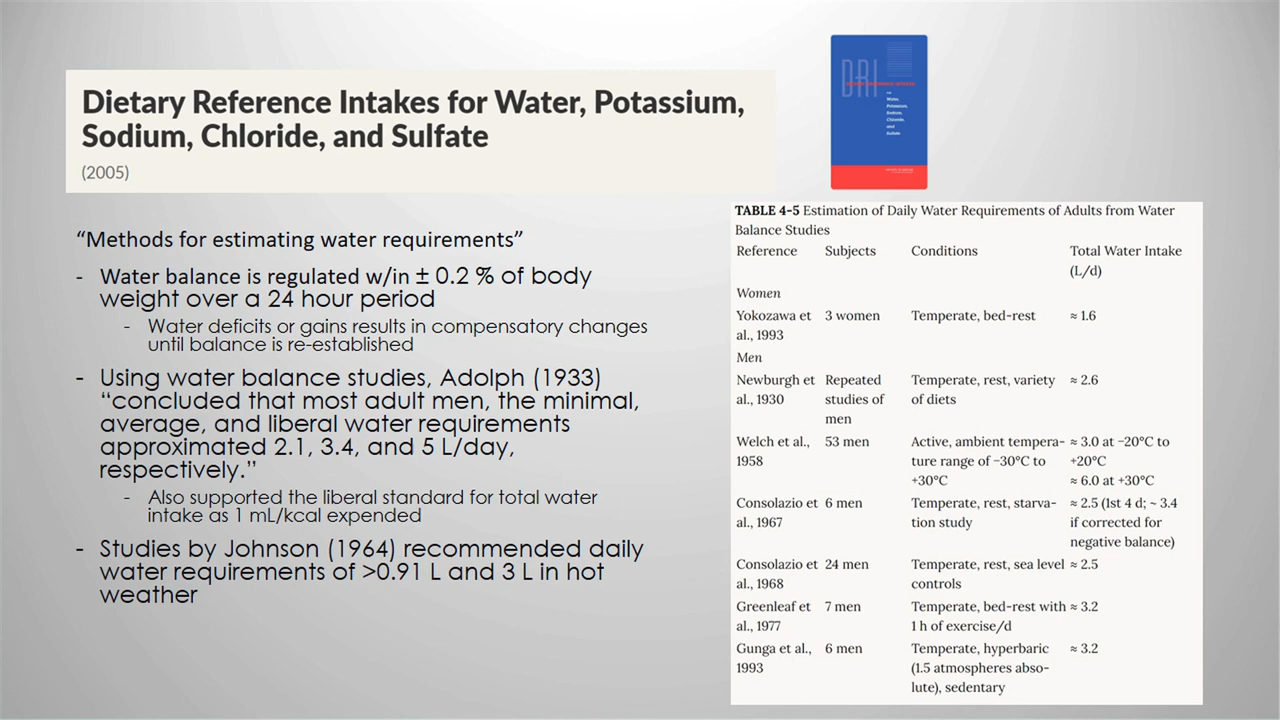 Dietary Reference Intakes for Water, Potassium,
Sodium, Chloride, and Sulfate
(2005)
DRI
DIETARY REFERENCE INTAKES
Water,
Potassium,
Sodium,
Chloride,
and
Sulfate
“Methods for estimating water requirements”
- Water balance is regulated w/in ± 0.2 % of body
weight over a 24 hour period
- Water deficits or gains results in compensatory changes
until balance is re-established
- Using water balance studies, Adolph (1933)
“concluded that most adult men, the minimal,
average, and liberal water requirements
approximated 2.1, 3.4, and 5 L/day,
respectively.”
- Also supported the liberal standard for total water
intake as 1 mL/kcal expended
- Studies by Johnson (1964) recommended daily
water requirements of >0.91 L and 3 L in hot
weather
TABLE 4-5 Estimation of Daily Water Requirements of Adults from Water
Balance Studies
Reference Subjects Conditions Total Water Intake
(L/d)
Women
Yokozawa et 3 women Temperate, bed-rest ≈ 1.6
al., 1993
Men
Newburgh et Repeated Temperate, rest, variety ≈ 2.6
al., 1930 studies of of diets
men
Welch et al., 53 men Active, ambient tempera- ≈ 3.0 at −20°C to
1958 ture range of −30°C to +20°C
+30°C ≈ 6.0 at +30°C
Consolazio et 6 men Temperate, rest, starva- ≈ 2.5 (1st 4 d; ~ 3.4
al., 1967 tion study if corrected for
negative balance)
Consolazio et 24 men Temperate, rest, sea level ≈ 2.5
al., 1968 controls
Greenleaf et 7 men Temperate, bed-rest with ≈ 3.2
al., 1977 1 h of exercise/d
Gunga et al., 6 men Temperate, hyperbaric ≈ 3.2
1993 (1.5 atmospheres abso-
lute), sedentary